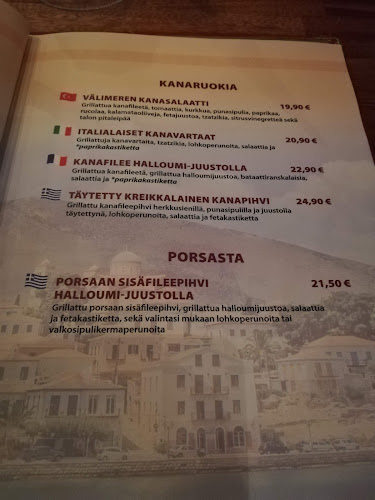 KANARUOKIA
VÄLIMEREN KANASALAATTI
Grillattua kanafileetä, tomaattia, kurkkua, punasipulia, paprikaa,
rucolaa, kalamataoliiveja, fetajuustoa, tzatzikia, sitrusvinegretteä sekä
talon pitaleipää
19,90 €
ITALIALAISET KANAVARTAAT
Grillattuja kanavartaita, tzatzikia, lohkoperunoita, salaattia ja
*paprikakastiketta
20,90 €
KANAFILEE HALLOUMI-JUUSTOLLA
Grillattua kanafileetä, grillattua halloumijuustoa, bataattiranskalaisia,
salaattia ja *paprikakastiketta
22,90 €
TÄYTETTY KREIKKALAINEN KANAPIHVI
Grillattu kanafileepihvi herkkusienillä, punasipulilla ja juustolla
täytettynä, lohkoperunoita, salaattia ja fetakastiketta
24,90 €
PORSASTA
PORSAAN SISÄFILEEPIHVI
HALLOUMI-JUUSTOLLA
21,50 €
Grillattu porsaan sisäfileepihvi, grillattua halloumijuustoa, salaattia
ja fetakastiketta, sekä valintasi mukaan lohkoperunoita tai
valkosipulikermaperunoita